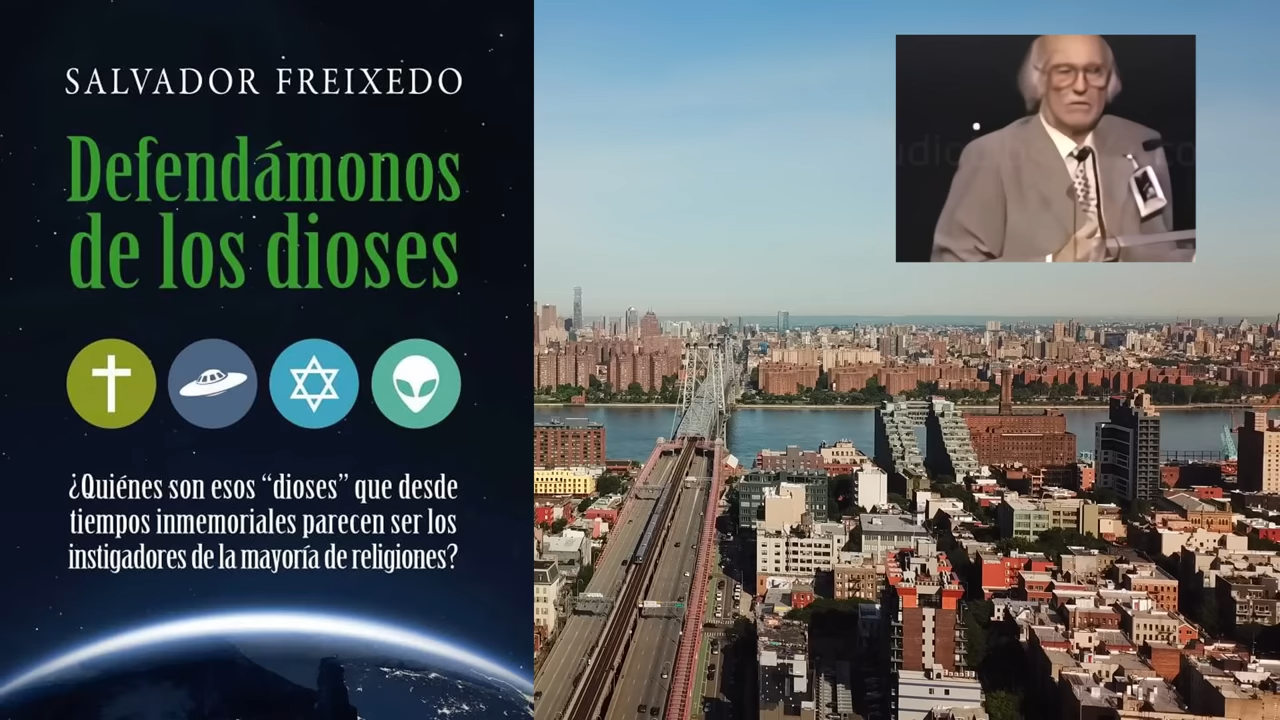 SALVADOR FREIXEDO
Defendámonos
de los dioses
¿Quiénes son esos “dioses” que desde
tiempos inmemoriales parecen ser los
instigadores de la mayoría de religiones?